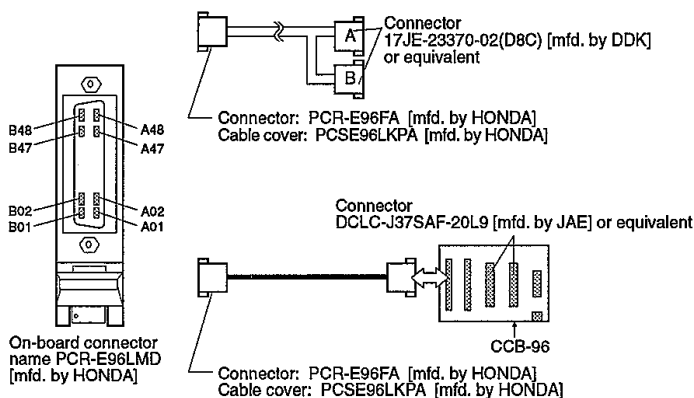 Connector
17JE-23370-02(D8C) [mfd. by DDK]
or equivalent
A
B
Connector: PCR-E96FA [mfd. by HONDA]
Cable cover: PCSE96LKPA [mfd. by HONDA]
B48
B47
A48
A47
B02
B01
A02
A01
On-board connector
name PCR-E96LMD
[mfd. by HONDA]
Connector
DCLC-J37SAF-20L9 [mfd. by JAE] or equivalent
CCB-96
Connector: PCR-E96FA [mfd. by HONDA]
Cable cover: PCSE96LKPA [mfd. by HONDA]